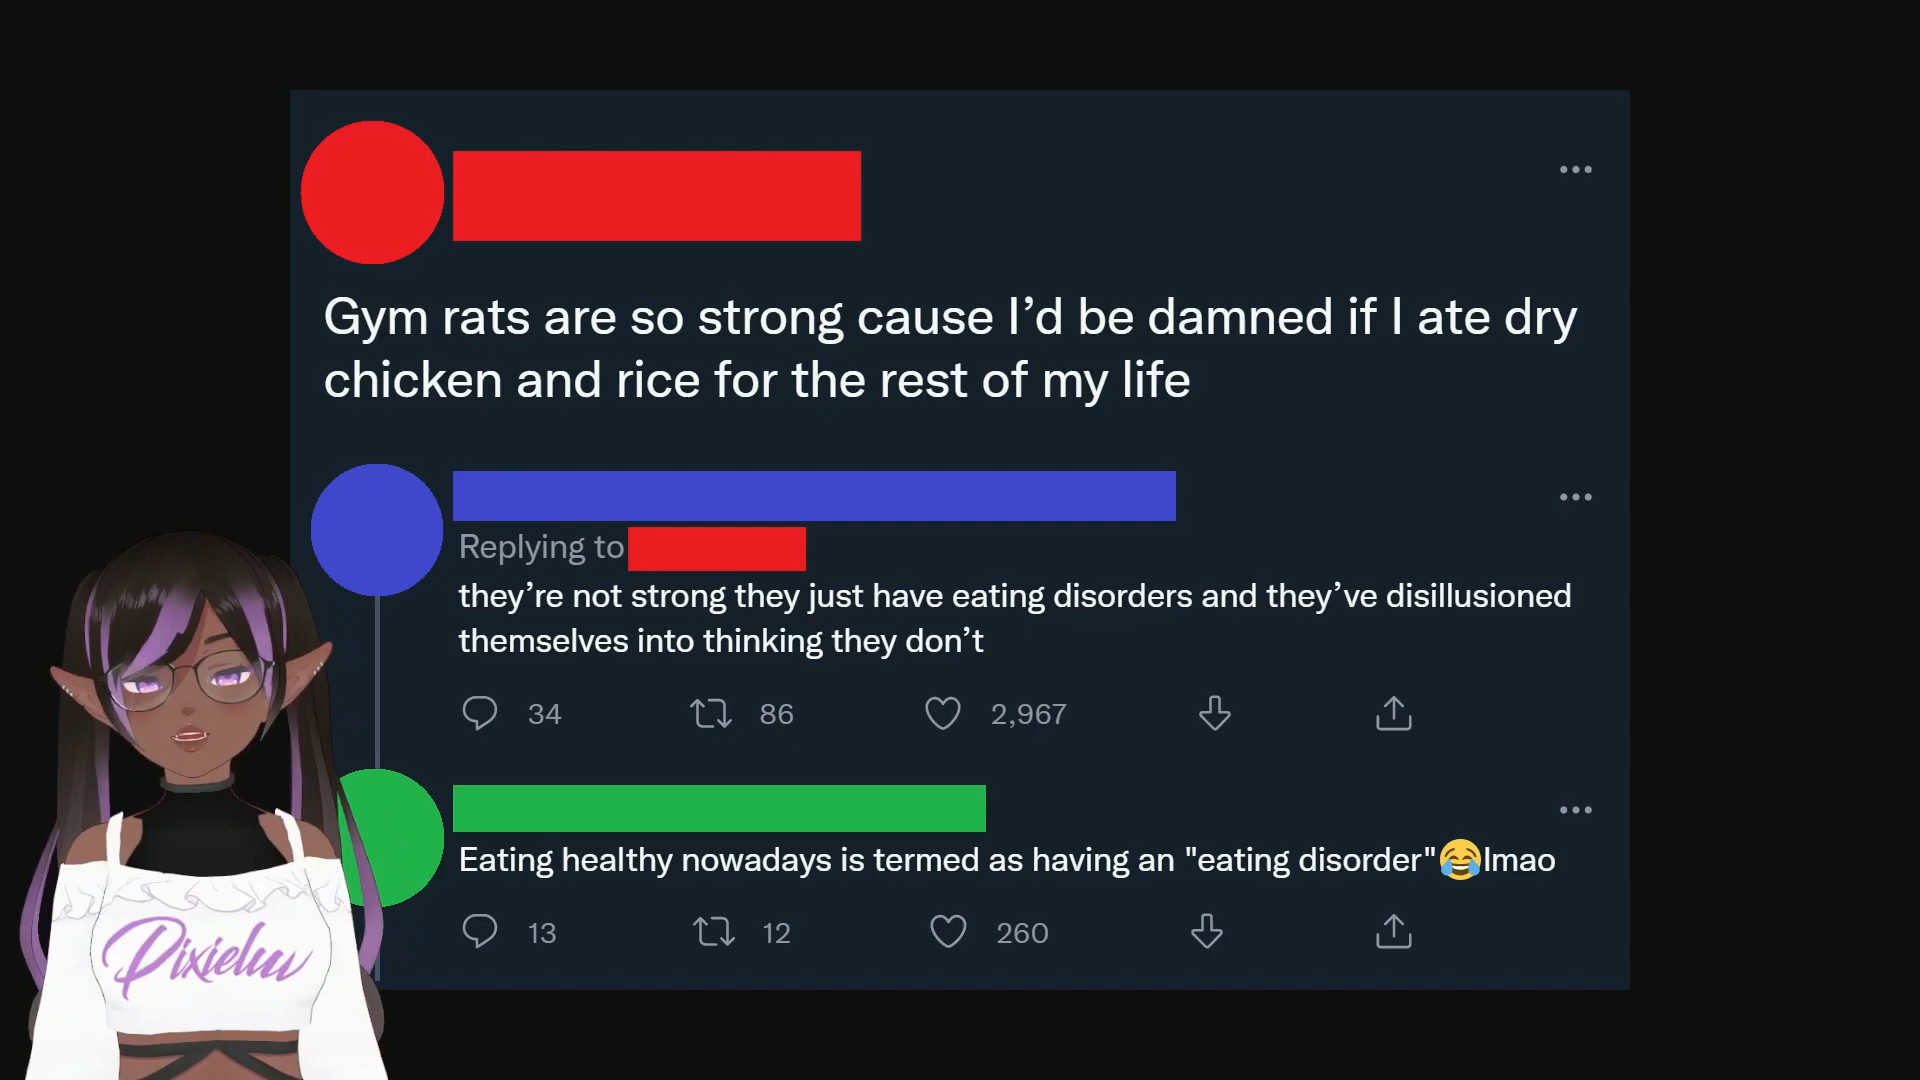 Gym rats are so strong cause I’d be damned if I ate dry
chicken and rice for the rest of my life
Replying to
they’re not strong they just have eating disorders and they’ve disillusioned
themselves into thinking they don’t
34 86 2,967
Eating healthy nowadays is termed as having an "eating disorder"😂lmao
13 12 260
Dixieluv